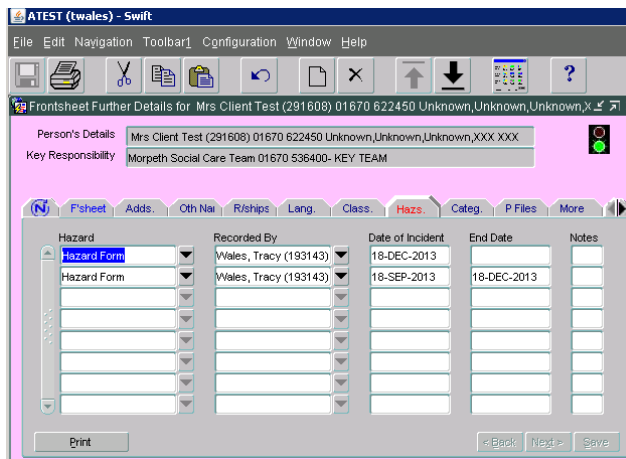 ATEST (twales) - Swift
File Edit Navigation Toolbar1 Configuration Window Help
?
Frontsheet Further Details for Mrs Client Test (291608) 01670 622450 Unknown,Unknown,Unknown,X
Person's Details Mrs Client Test (291608) 01670 622450 Unknown,Unknown,Unknown,XXX XXX
Key Responsibility Morpeth Social Care Team 01670 536400- KEY TEAM
N F'sheet Adds. Oth Nar R/ships Lang. Class. Hazs. Categ. P Files More
Hazard Recorded By Date of Incident End Date Notes
Hazard Form Wales, Tracy (193143) 18-DEC-2013
Hazard Form Wales, Tracy (193143) 18-SEP-2013 18-DEC-2013
Print < Back Next > Save